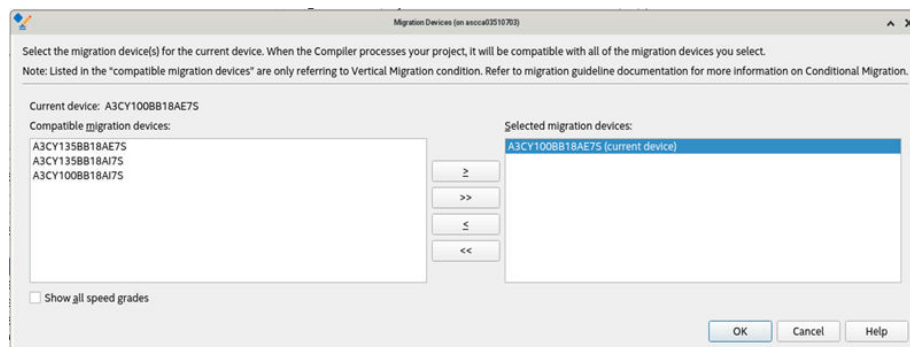 Migration Devices (on ascca03510703)
Select the migration device(s) for the current device. When the Compiler processes your project, it will be compatible with all of the migration devices you select.
Note: Listed in the "compatible migration devices" are only referring to Vertical Migration condition. Refer to migration guideline documentation for more information on Conditional Migration.
Current device: A3CY100BB18AE7S
Compatible migration devices:
A3CY135BB18AE7S
A3CY135BB18AI7S
A3CY100BB18AI7S
>
>>
<
<<
Selected migration devices:
A3CY100BB18AE7S (current device)
Show all speed grades
OK
Cancel
Help